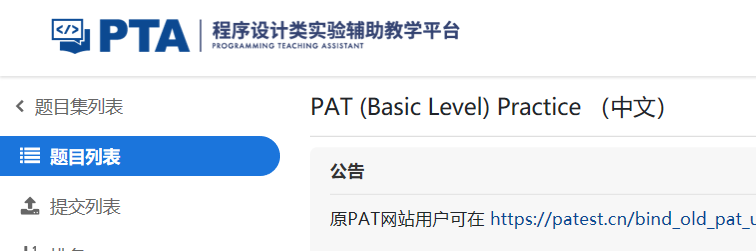 PTA
程序设计类实验辅助教学平台
PROGRAMMING TEACHING ASSISTANT
题目集列表
PAT (Basic Level) Practice （中文）
题目列表
公告
提交列表
原PAT网站用户可在 https://patest.cn/bind_old_pat_u